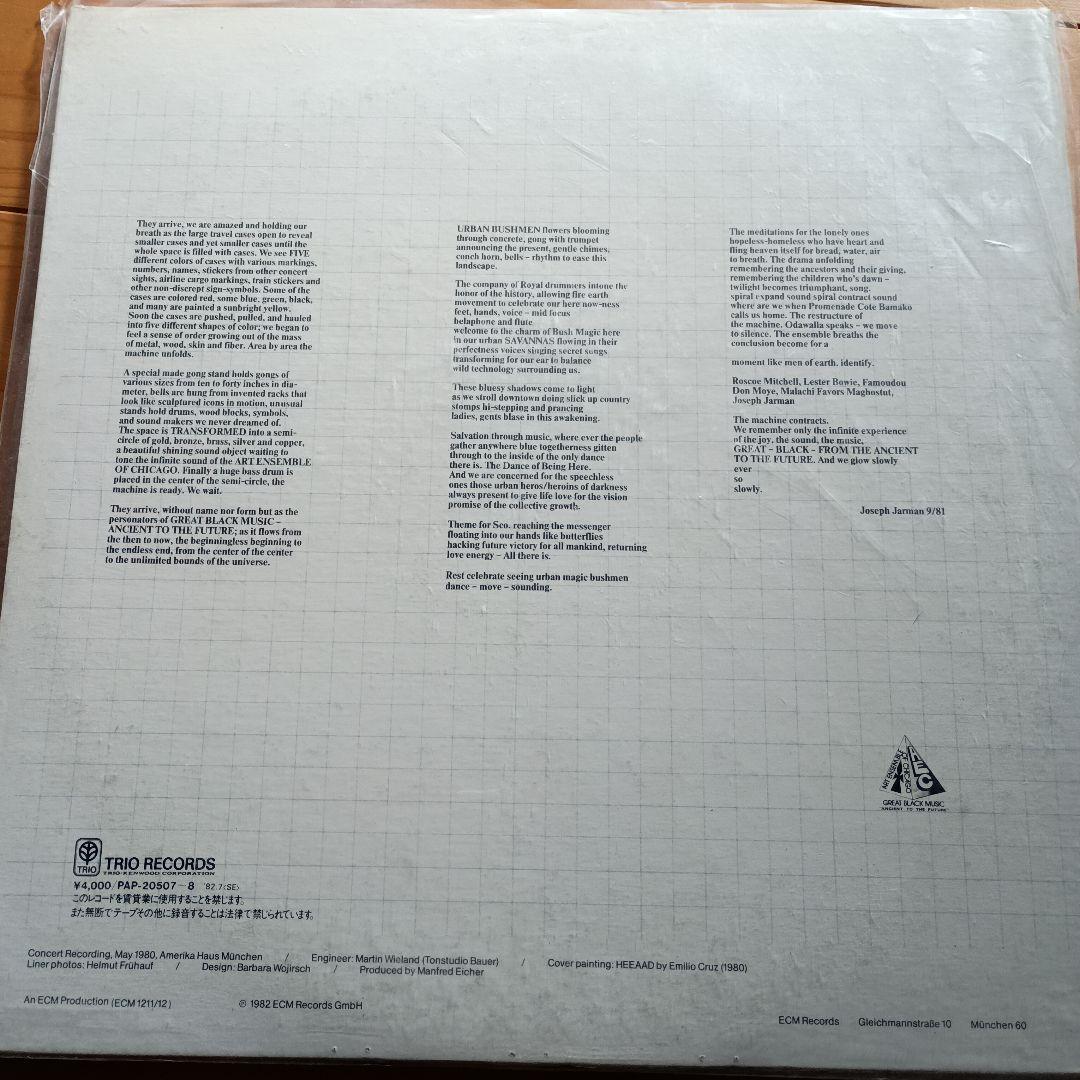 They arrive, we are amazed and holding our
breath as the large travel cases open to reveal
smaller cases and yet smaller cases until the
whole space is filled with cases. We see FIVE
different colors of cases with various markings,
numbers, names, stickers from other concert
sights, airline cargo markings, train stickers and
other non-discrept sign-symbols. Some of the
cases are colored red, some blue, green, black,
and many are painted a sunbright yellow.
Soon the cases are pushed, pulled, and hauled
into five different shapes of color; we began to
feel a sense of order growing out of the mass
of metal, wood, skin and fiber. Area by area the
machine unfolds.
A special made gong stand holds gongs of
various sizes from ten to forty inches in dia-
meter, bells are hung from invented racks that
look like sculptured icons in motion, unusual
stands hold drums, wood blocks, symbols,
and sound makers we never dreamed of.
The space is TRANSFORMED into a semi-
circle of gold, bronze, brass, silver and copper,
a beautiful shining sound object waiting to
tone the infinite sound of the ART ENSEMBLE
OF CHICAGO. Finally a huge bass drum is
placed in the center of the semi-circle, the
machine is ready. We wait.
They arrive, without name nor form but as the
personators of GREAT BLACK MUSIC –
ANCIENT TO THE FUTURE; as it flows from
the then to now, the beginningless beginning to
the endless end, from the center of the center
to the unlimited bounds of the universe.
URBAN BUSHMEN flowers blooming
through concrete, gong with trumpet
announcing the present, gentle chimes,
conch horn, bells – rhythm to ease this
landscape.
The company of Royal drummers intone the
honor of the history, allowing fire earth
movement to celebrate our here now-ness
feet, hands, voice – mid focus
belaphone and flute
welcome to the charm of Bush Magic here
in our urban SAVANNAS flowing in their
perfectness voices singing secret songs
transforming for our ear to balance
wild technology surrounding us.
These bluesy shadows come to light
as we stroll downtown doing slick up country
stomps hi-stepping and prancing
ladies, gents blase in this awakening.
Salvation through music, where ever the people
gather anywhere blue togetherness gitten
through to the inside of the only dance
there is. The Dance of Being Here.
And we are concerned for the speechless
ones those urban heros/heroins of darkness
always present to give life love for the vision
promise of the collective growth.
Theme for Sco. reaching the messenger
floating into our hands like butterflies
hacking future victory for all mankind, returning
love energy – All there is.
Rest celebrate seeing urban magic bushmen
dance – move – sounding.
The meditations for the lonely ones
hopeless-homeless who have heart and
fling heaven itself for bread, water, air
to breath. The drama unfolding
remembering the ancestors and their giving,
remembering the children who's dawn –
twilight becomes triumphant, song.
spiral expand sound spiral contract sound
where are we when Promenade Cote Bamako
calls us home. The restructure of
the machine. Odawalla speaks – we move
to silence. The ensemble breaths the
conclusion become for a
moment like men of earth. identify.
Roscoe Mitchell, Lester Bowie, Famoudou
Don Moye, Malachi Favors Maghostut,
Joseph Jarman
The machine contracts.
We remember only the infinite experience
of the joy, the sound, the music,
GREAT – BLACK – FROM THE ANCIENT
TO THE FUTURE. And we glow slowly
ever
so
slowly.
Joseph Jarman 9/81
ART ENSEMBLE
OF CHICAGO
AEC
GREAT BLACK MUSIC
"ANCIENT TO THE FUTURE"
TRIO
TRIO RECORDS
TRIO-KENWOOD CORPORATION
¥4,000/PAP-20507–8 '82.7<SE>
このレコードを賃貸業に使用することを禁じます。
また無断でテープその他に録音することは法律で禁じられています。
Concert Recording, May 1980, Amerika Haus München / Engineer: Martin Wieland (Tonstudio Bauer) / Cover painting: HEEAAD by Emilio Cruz (1980)
Liner photos: Helmut Frühauf / Design: Barbara Wojirsch / Produced by Manfred Eicher
An ECM Production (ECM 1211/12) ℗ 1982 ECM Records GmbH
ECM Records Gleichmannstraße 10 München 60